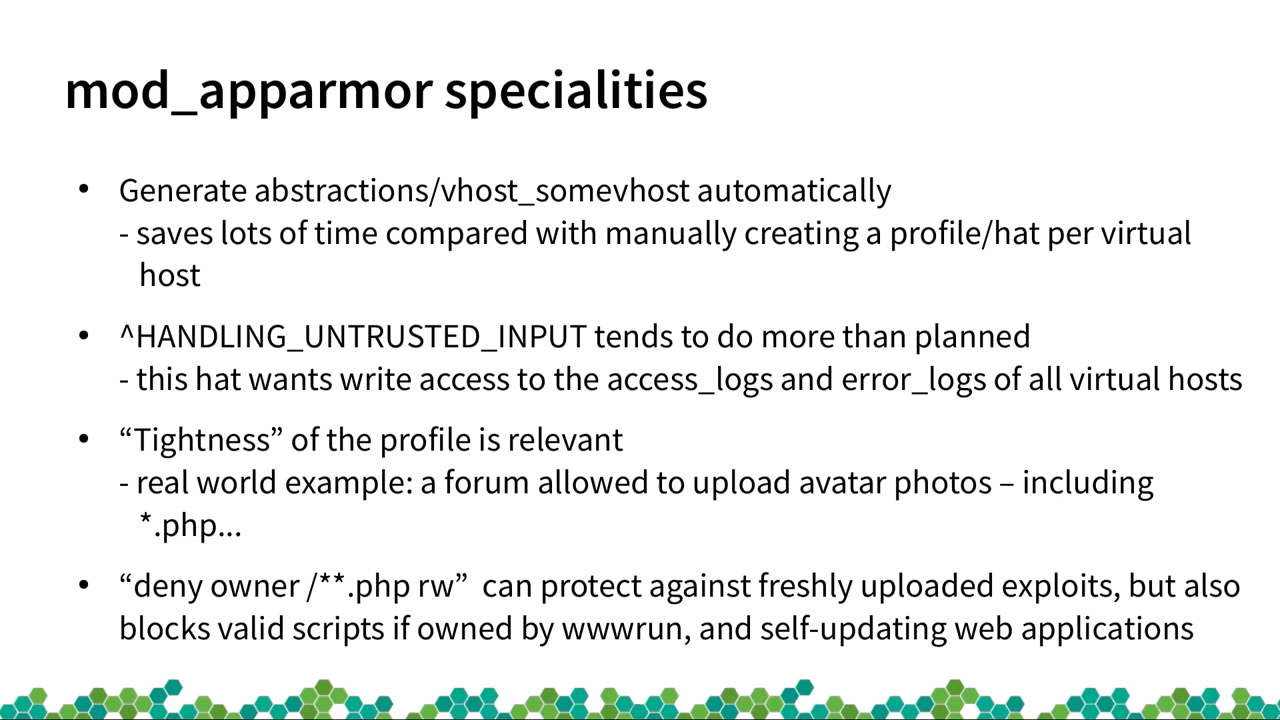 mod_apparmor specialities
• Generate abstractions/vhost_somevhost automatically
- saves lots of time compared with manually creating a profile/hat per virtual
host
• ^HANDLING_UNTRUSTED_INPUT tends to do more than planned
- this hat wants write access to the access_logs and error_logs of all virtual hosts
• “Tightness” of the profile is relevant
- real world example: a forum allowed to upload avatar photos – including
*.php...
• “deny owner /**.php rw”  can protect against freshly uploaded exploits, but also
blocks valid scripts if owned by wwwrun, and self-updating web applications